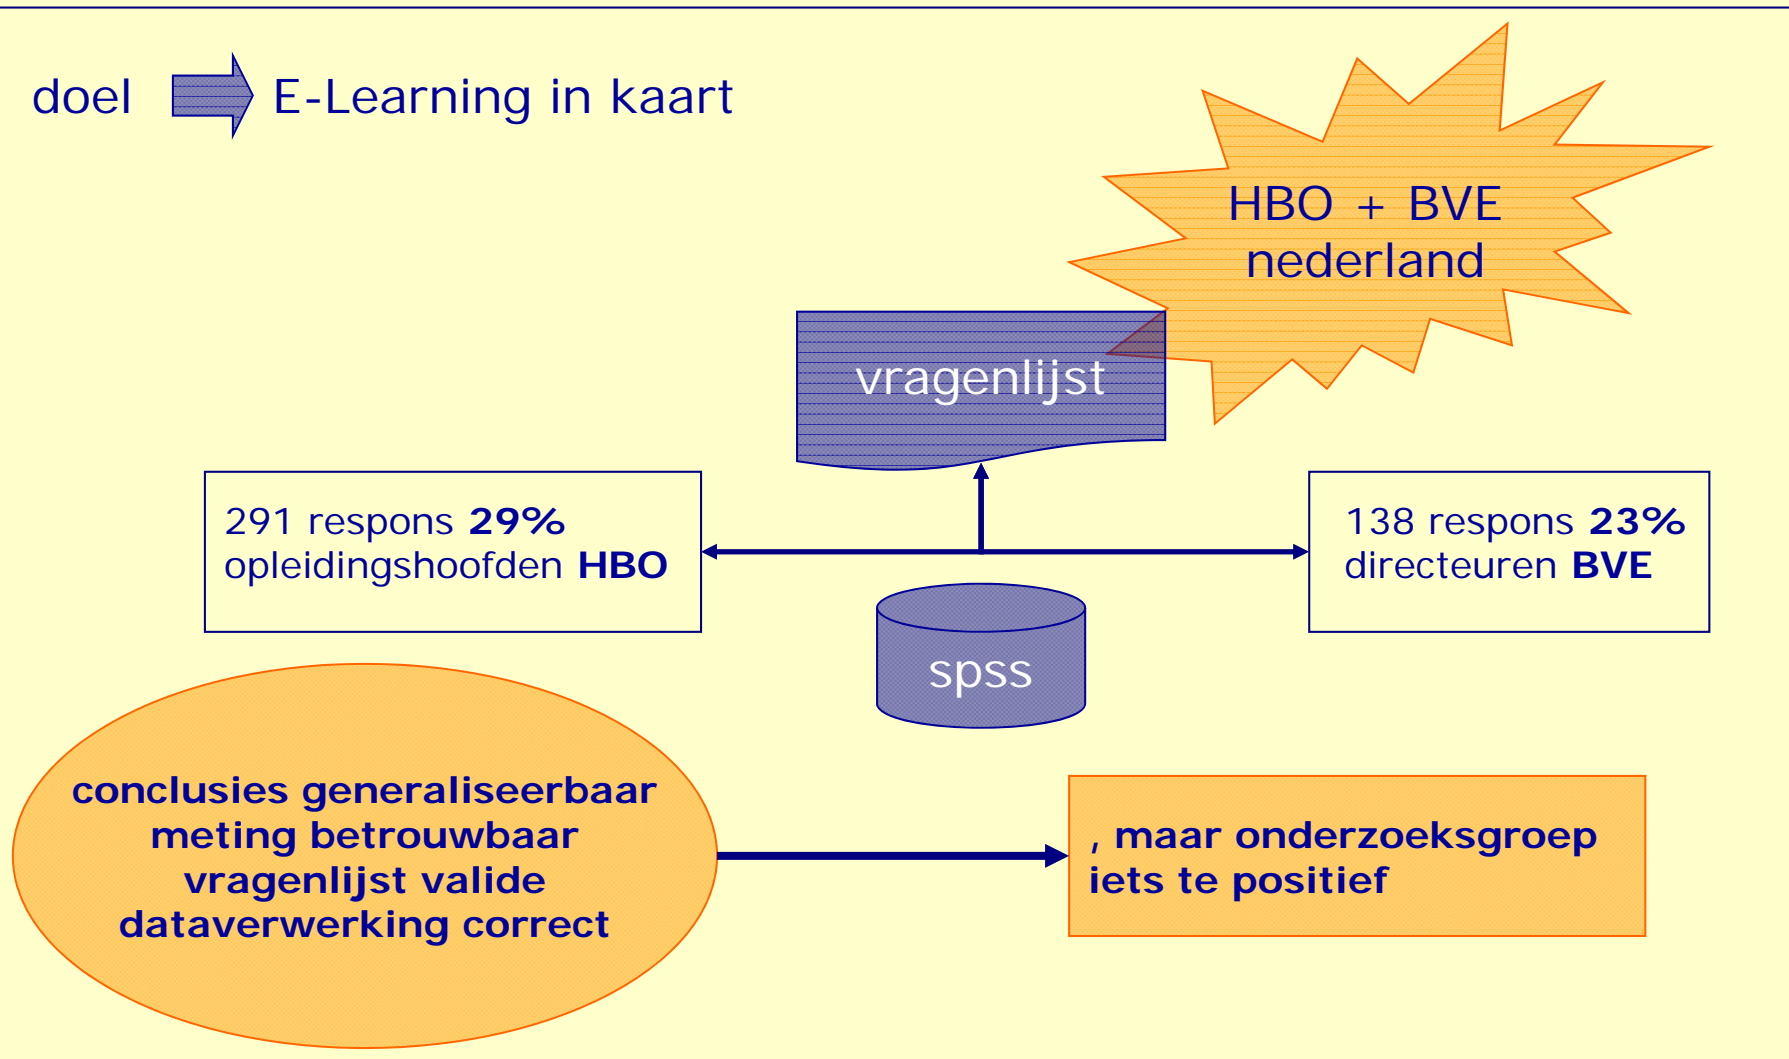 doel E-Learning in kaart
HBO + BVE
nederland
vragenlijst
291 respons 29%
opleidingshoofden HBO
138 respons 23%
directeuren BVE
spss
conclusies generaliseerbaar
meting betrouwbaar
vragenlijst valide
dataverwerking correct
, maar onderzoeksgroep
iets te positief